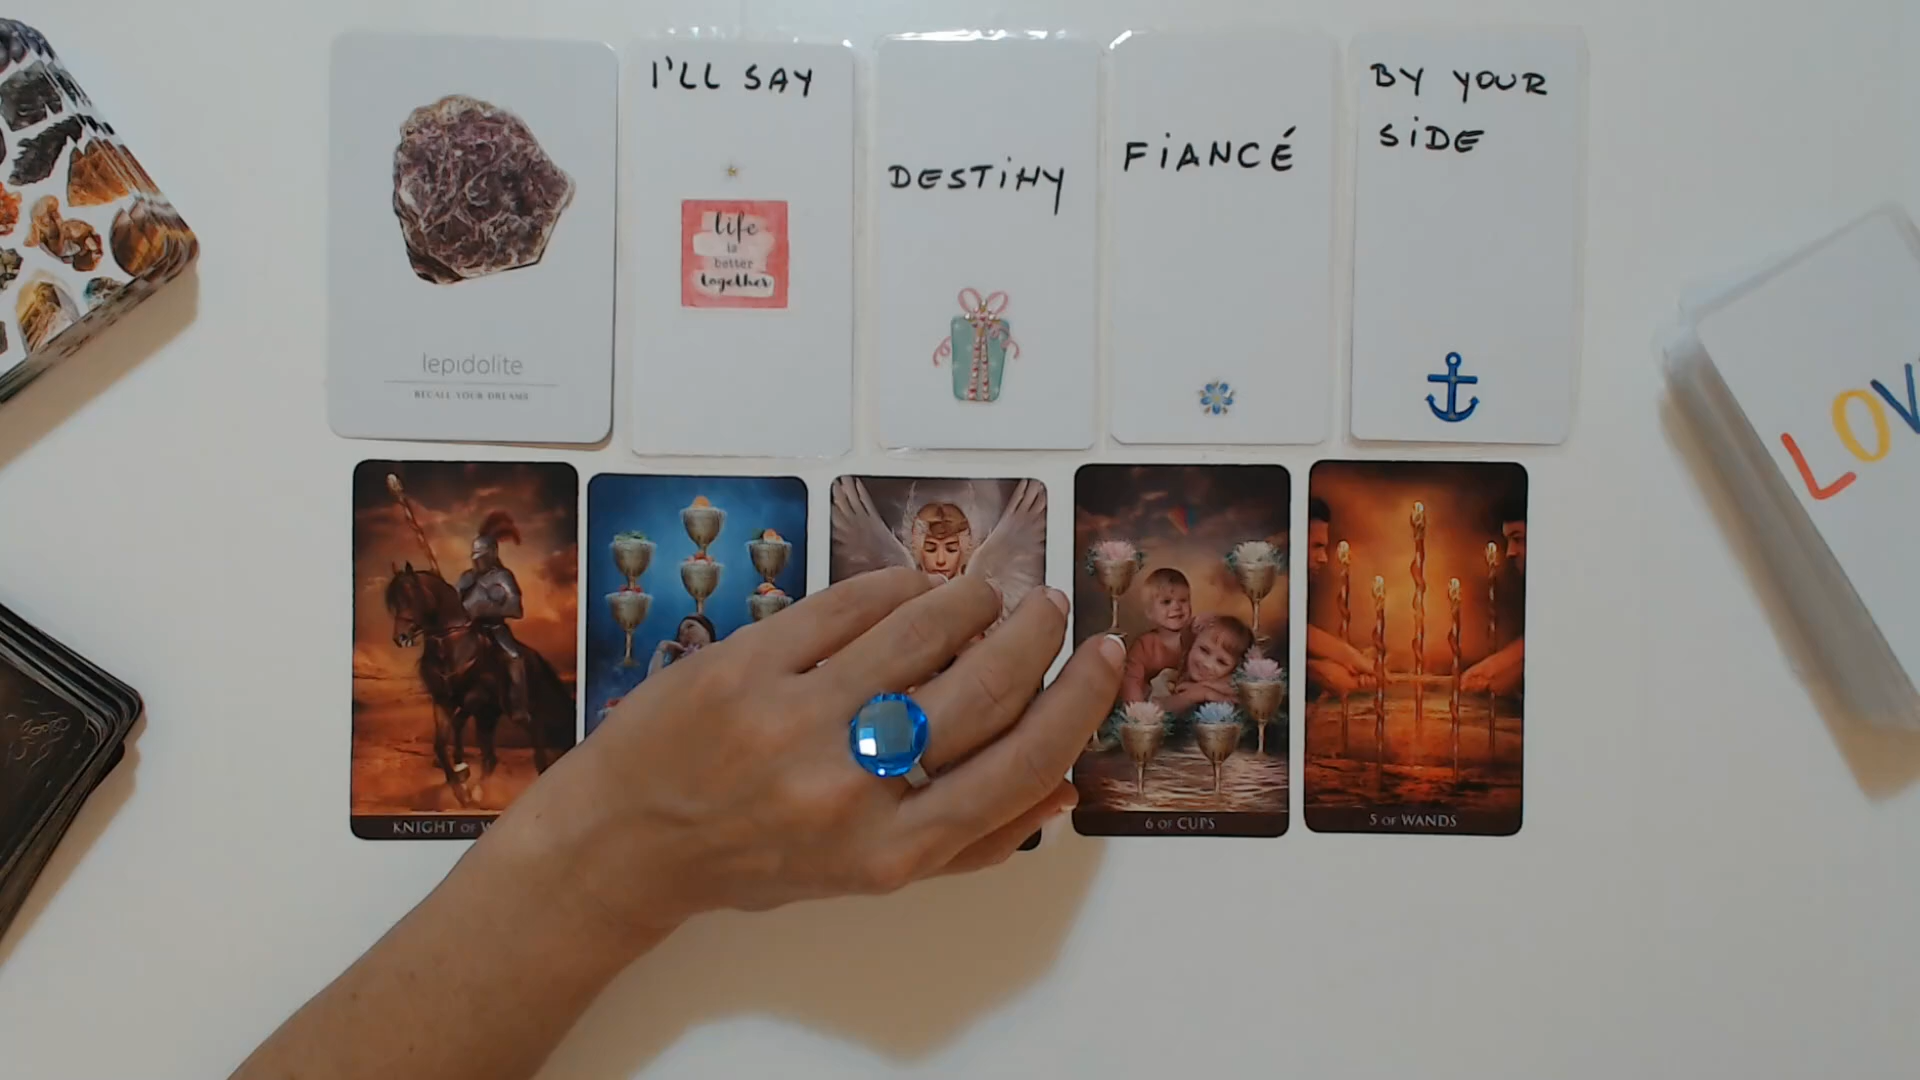 lepidolite
RECALL YOUR DREAMS
I'LL SAY
life
is
better
together
DESTINY
FiANCÉ
BY YOUR
SiDE
LOV
KNIGHT OF
6 OF CUPS
5 OF WANDS